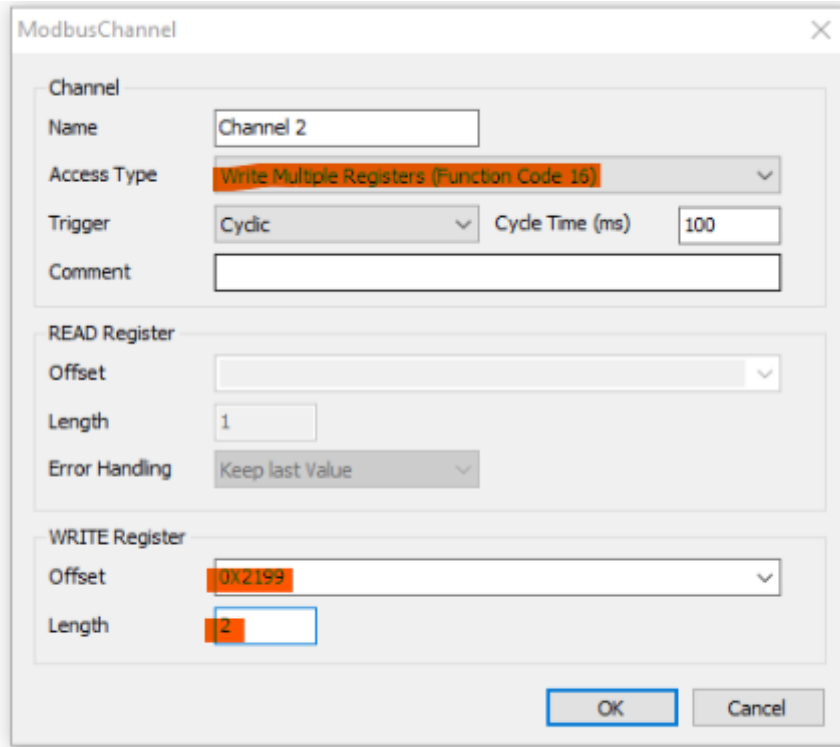 ModbusChannel
Channel
Name Channel 2
Access Type Write Multiple Registers (Function Code 16)
Trigger Cyclic Cycle Time (ms) 100
Comment
READ Register
Offset
Length 1
Error Handling Keep last Value
WRITE Register
Offset 0X2199
Length 2
OK Cancel